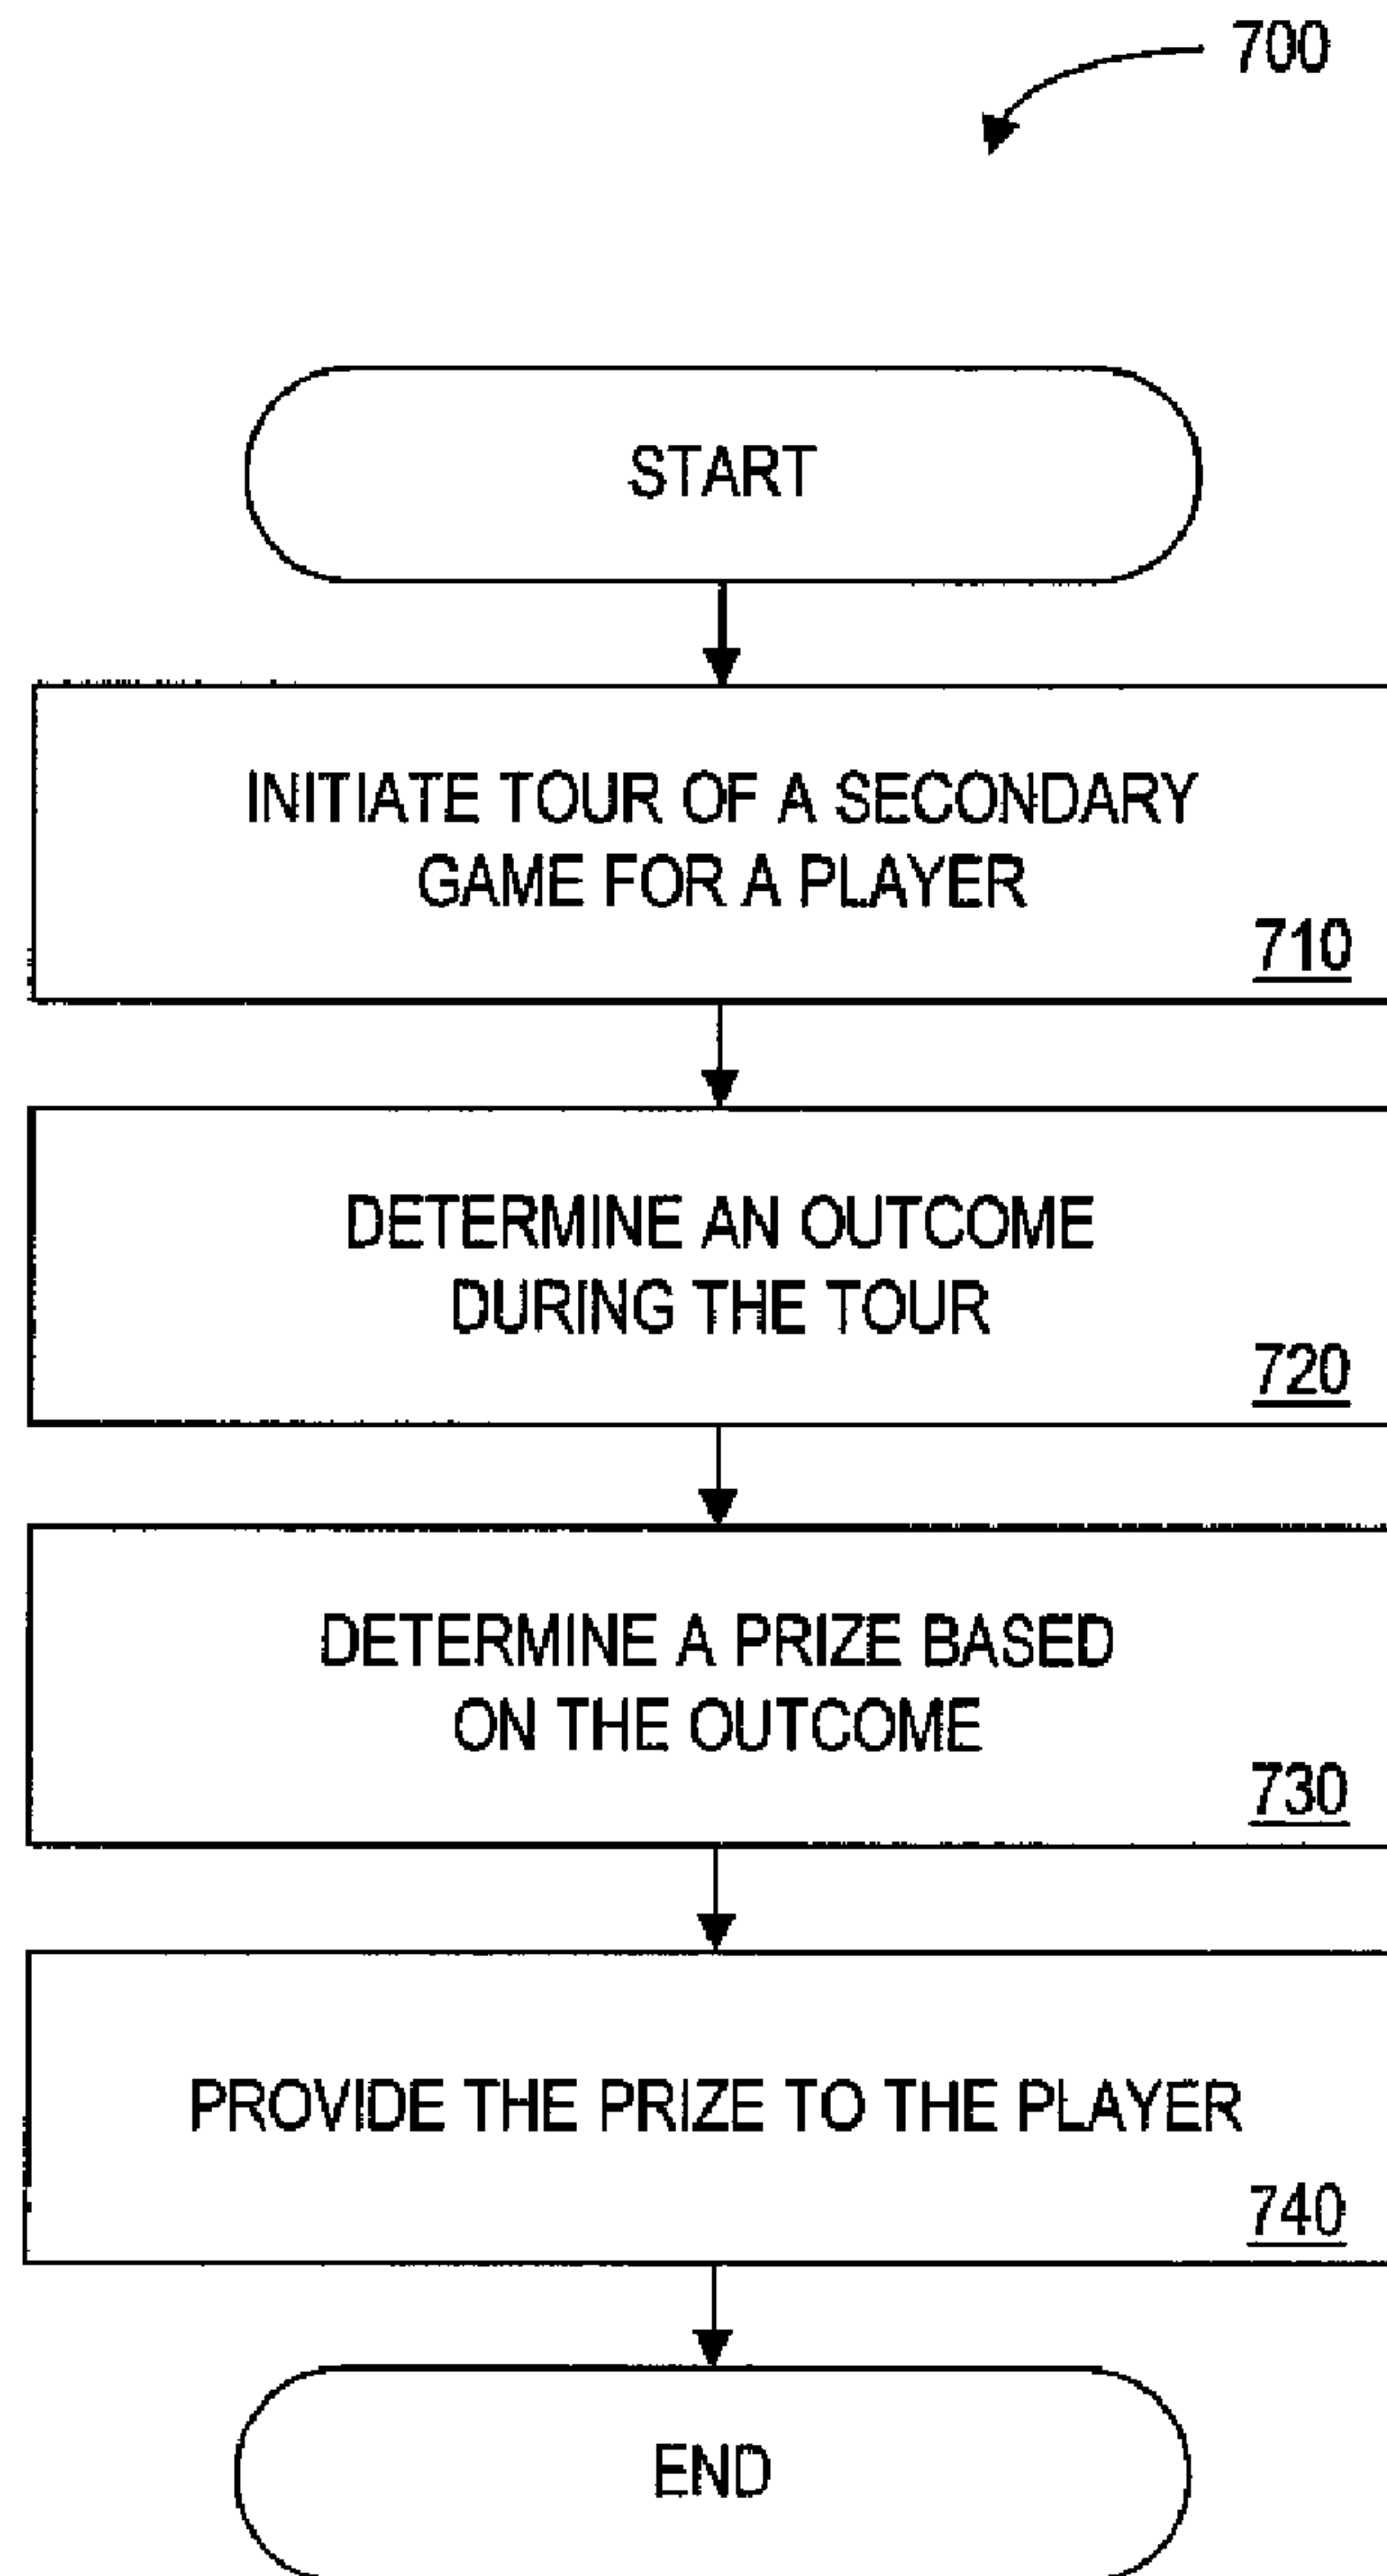 700
START
INITIATE TOUR OF A SECONDARY
GAME FOR A PLAYER
710
DETERMINE AN OUTCOME
DURING THE TOUR
720
DETERMINE A PRIZE BASED
ON THE OUTCOME
730
PROVIDE THE PRIZE TO THE PLAYER
740
END